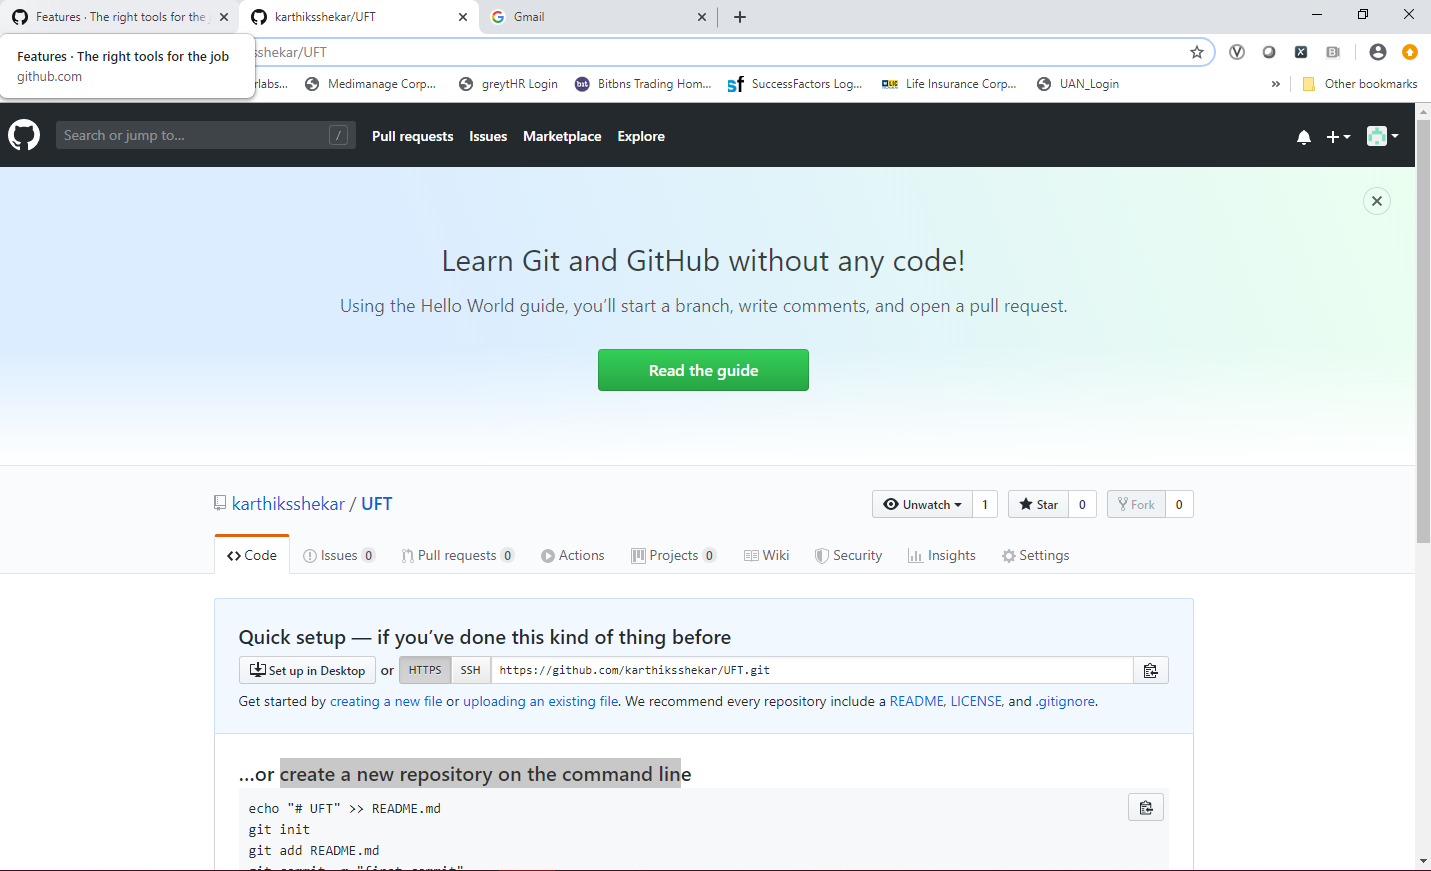 Features · The right tools for the
karthiksshekar/UFT
Gmail
Features · The right tools for the job
github.com
sshekar/UFT
rlabs...
Medimanage Corp...
greytHR Login
Bitbns Trading Hom...
SuccessFactors Log...
Life Insurance Corp...
UAN_Login
»
Other bookmarks
Search or jump to...
/
Pull requests
Issues
Marketplace
Explore
Learn Git and GitHub without any code!
Using the Hello World guide, you’ll start a branch, write comments, and open a pull request.
Read the guide
karthiksshekar / UFT
Unwatch 1
Star 0
Fork 0
Code
Issues 0
Pull requests 0
Actions
Projects 0
Wiki
Security
Insights
Settings
Quick setup — if you’ve done this kind of thing before
Set up in Desktop or HTTPS SSH https://github.com/karthiksshekar/UFT.git
Get started by creating a new file or uploading an existing file. We recommend every repository include a README, LICENSE, and .gitignore.
…or create a new repository on the command line
echo "# UFT" >> README.md
git init
git add README.md
git commit -m "first commit"